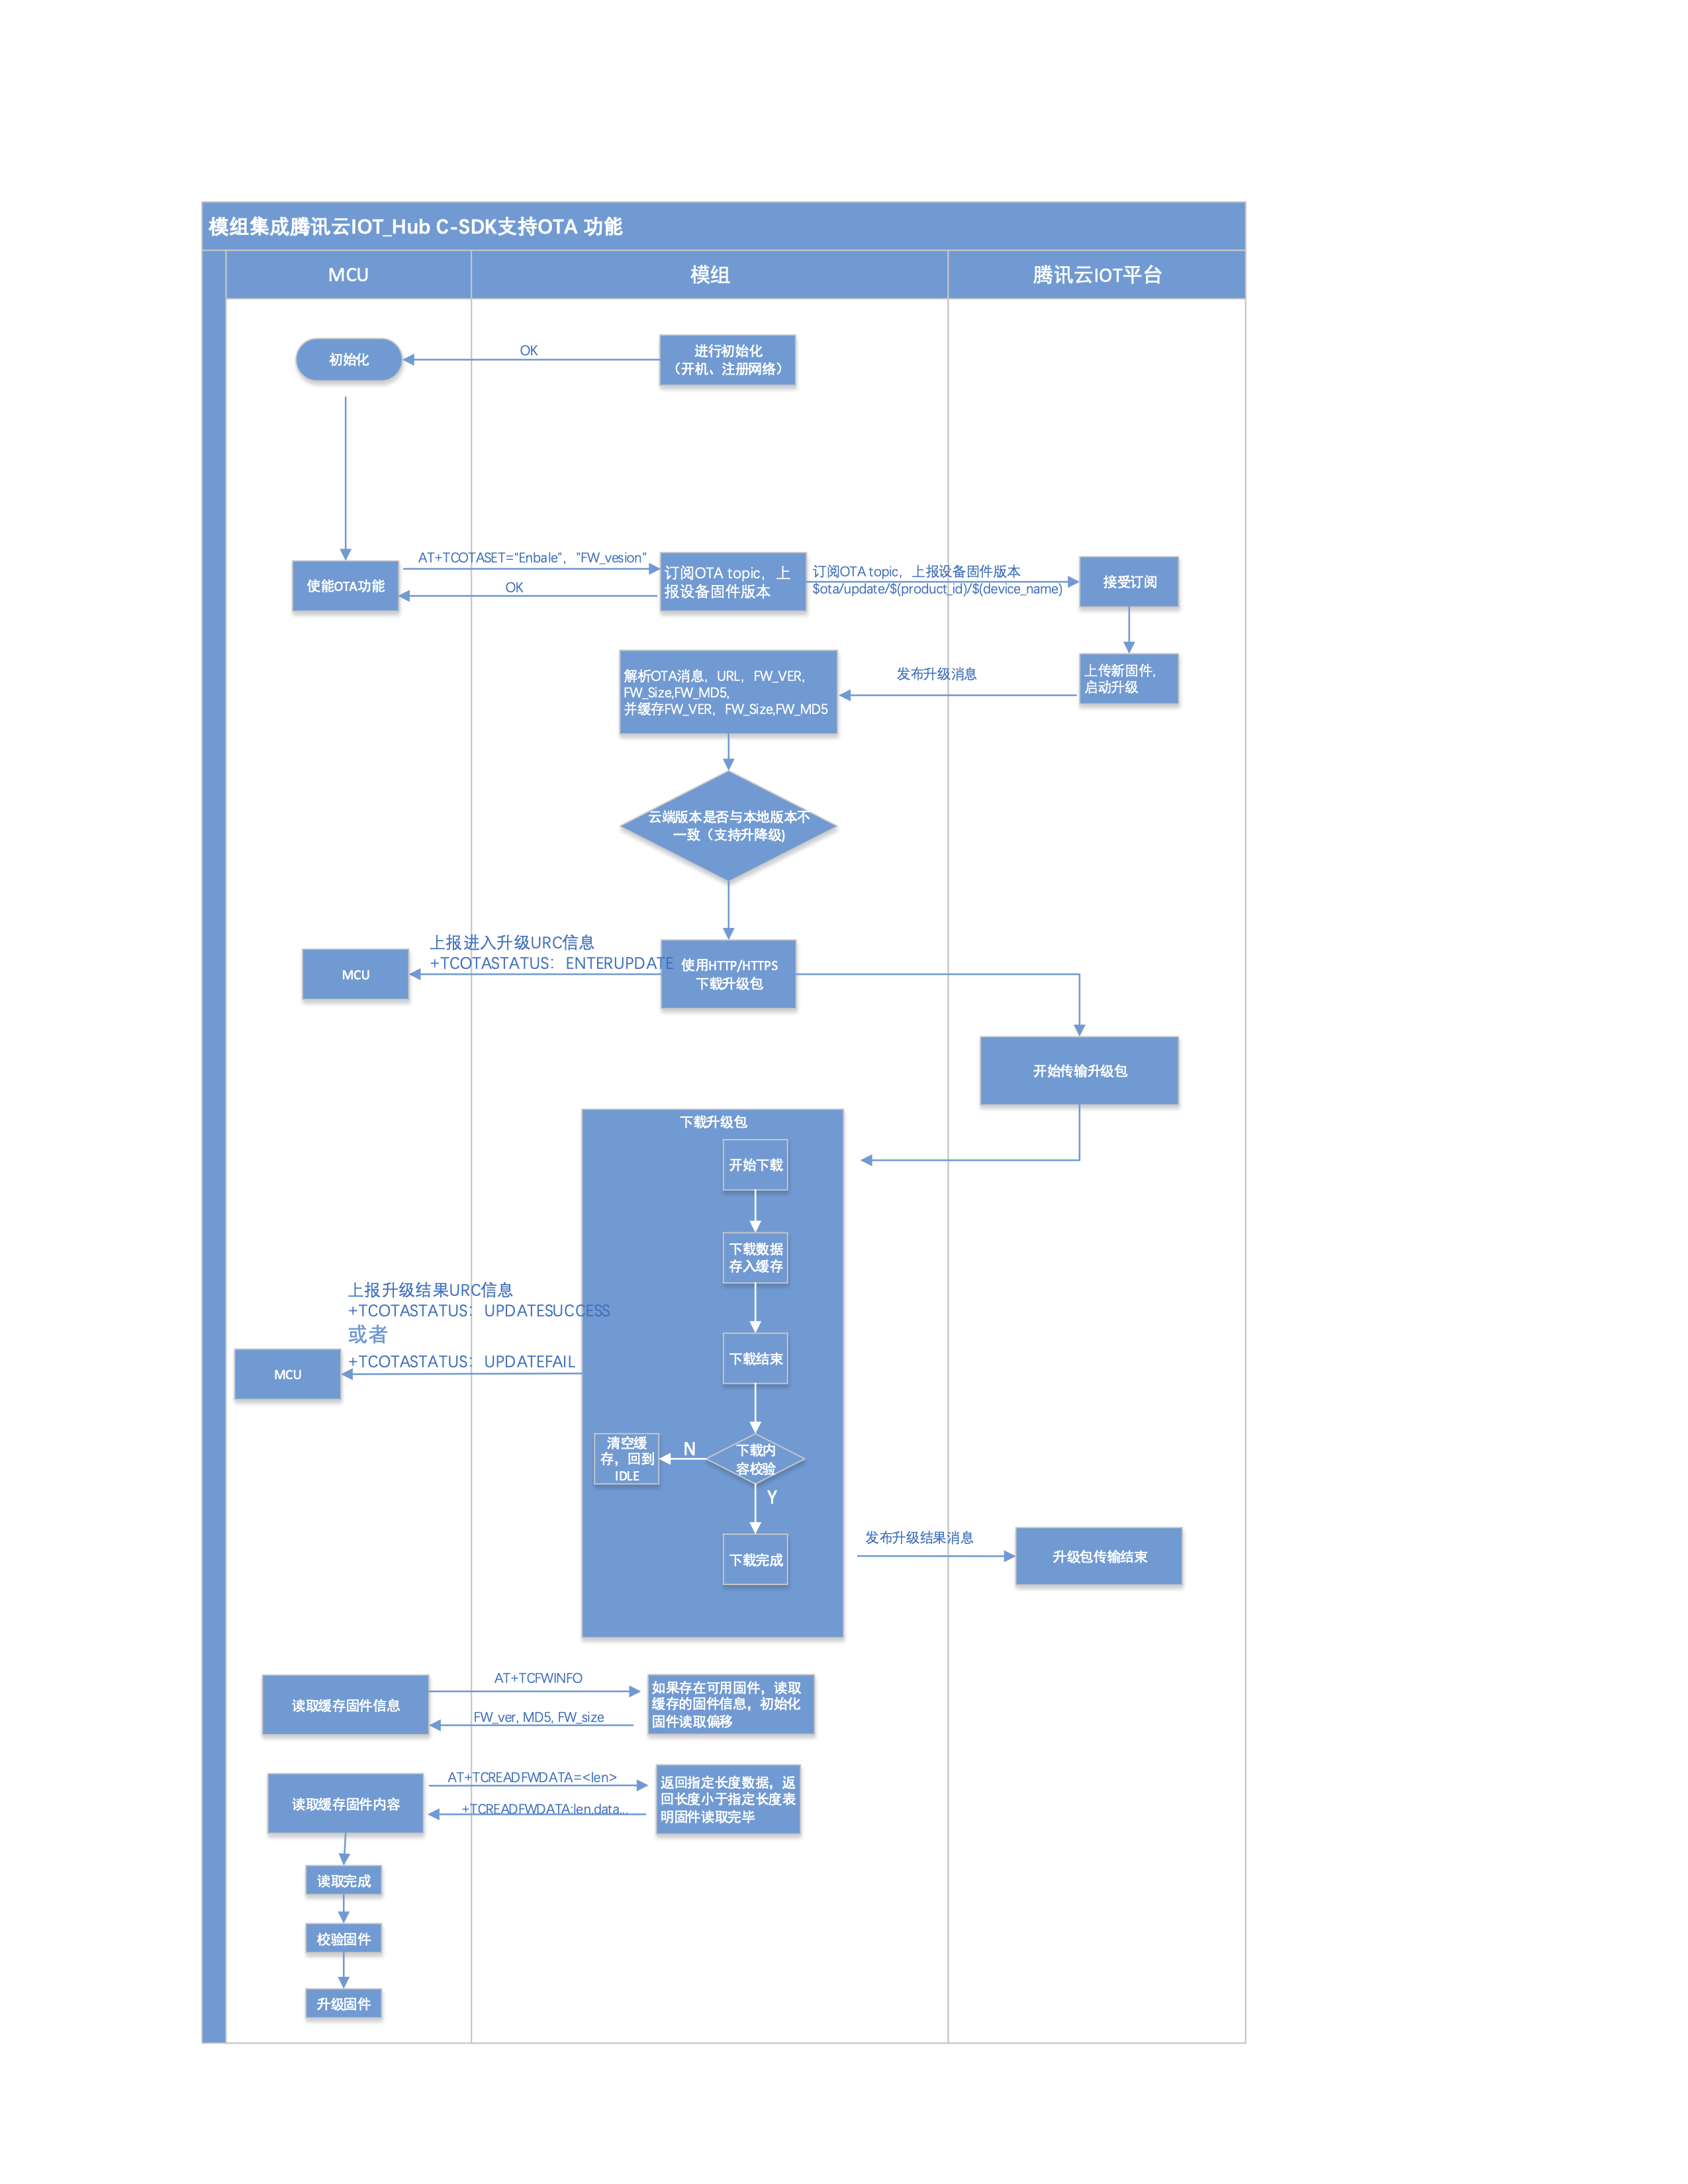 模组集成腾讯云IOT_Hub C-SDK支持OTA 功能
MCU
模组
腾讯云IOT平台
初始化
OK
进行初始化
（开机、注册网络）
AT+TCOTASET="Enbale"，"FW_vesion"
使能OTA功能
OK
订阅OTA topic，上
报设备固件版本
订阅OTA topic，上报设备固件版本
$ota/update/$(product_id)/$(device_name)
接受订阅
解析OTA消息，URL，FW_VER,
FW_Size,FW_MD5,
并缓存FW_VER，FW_Size,FW_MD5
发布升级消息
上传新固件,
启动升级
云端版本是否与本地版本不
一致（支持升降级)
上报进入升级URC信息
+TCOTASTATUS：ENTERUPDATE
MCU
使用HTTP/HTTPS
下载升级包
开始传输升级包
下载升级包
开始下载
下载数据
存入缓存
上报升级结果URC信息
+TCOTASTATUS：UPDATESUCCESS
或者
+TCOTASTATUS：UPDATEFAIL
MCU
下载结束
下载内
容校验
N
清空缓
存，回到
IDLE
Y
下载完成
发布升级结果消息
升级包传输结束
读取缓存固件信息
AT+TCFWINFO
FW_ver, MD5, FW_size
如果存在可用固件，读取
缓存的固件信息，初始化
固件读取偏移
读取缓存固件内容
AT+TCREADFWDATA=<len>
+TCREADFWDATA:len,data...
返回指定长度数据，返
回长度小于指定长度表
明固件读取完毕
读取完成
校验固件
升级固件